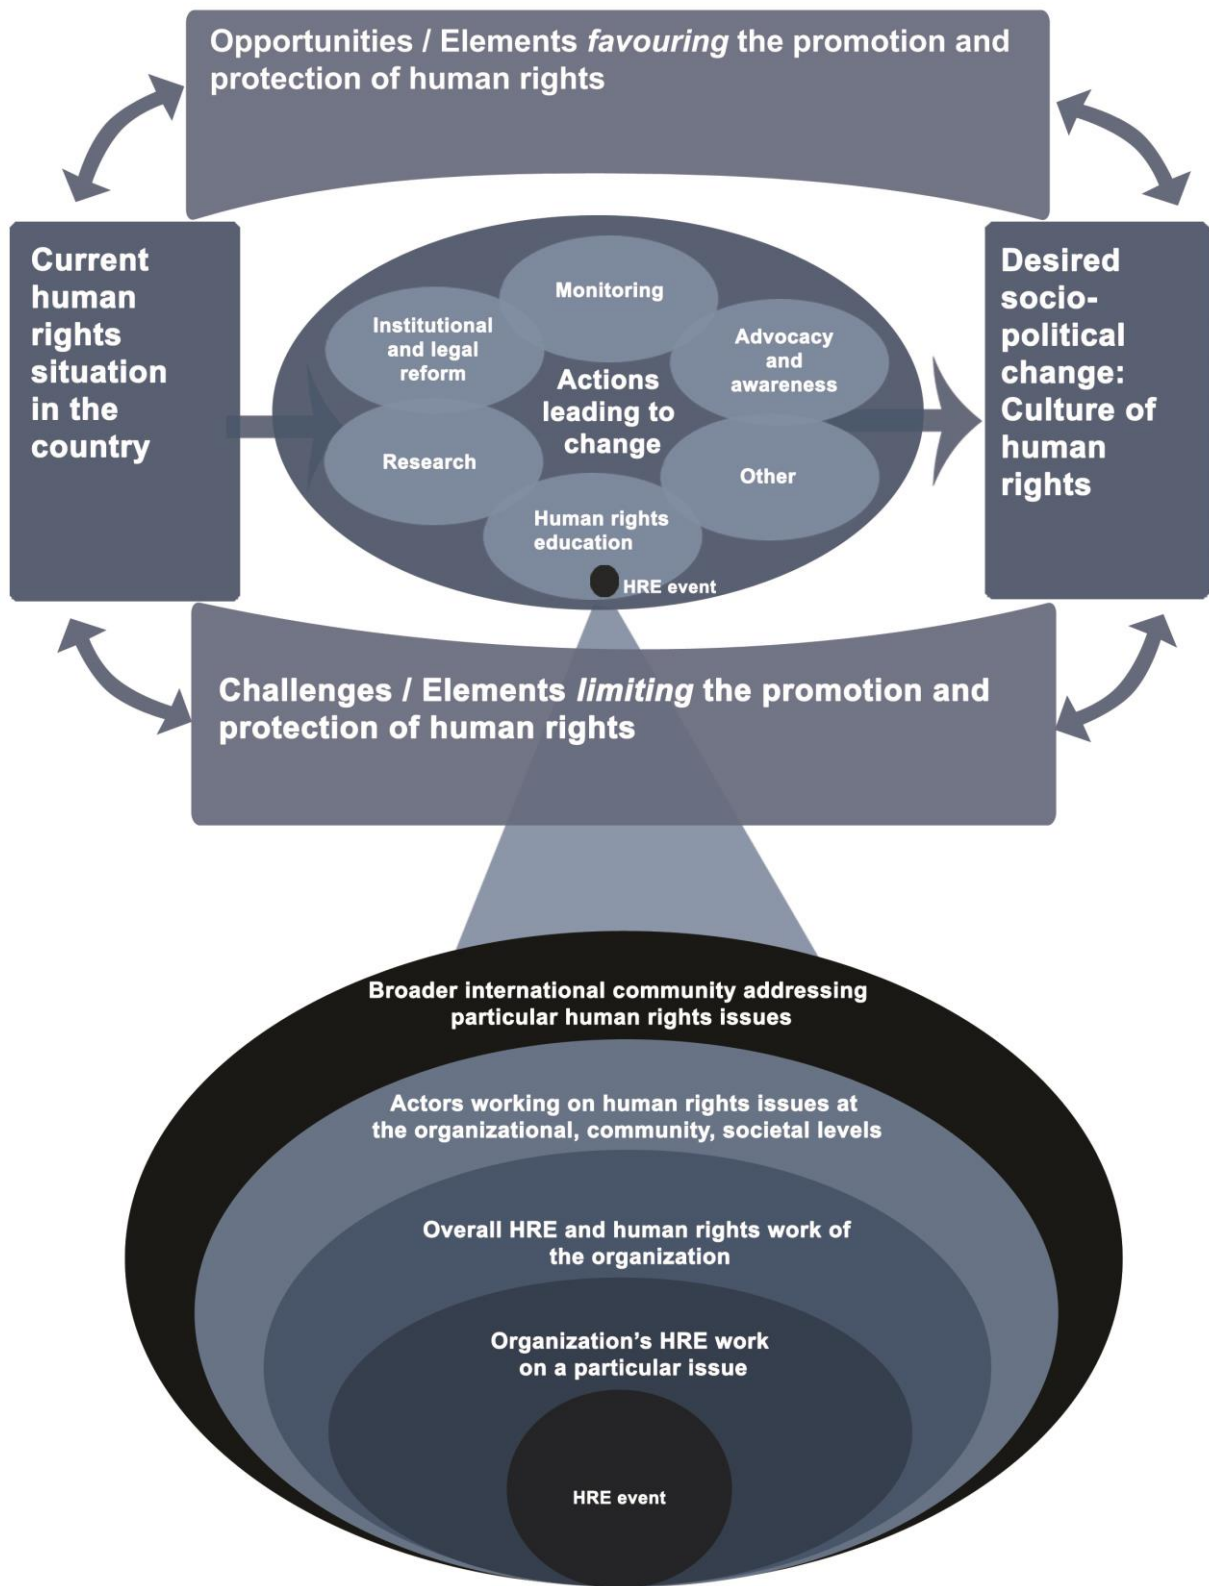 Opportunities / Elements favouring the promotion and
protection of human rights
Current
human
rights
situation
in the
country
Monitoring
Institutional
and legal
reform
Advocacy
and
awareness
Actions
leading to
change
Research
Other
Human rights
education
HRE event
Desired
socio-
political
change:
Culture of
human
rights
Challenges / Elements limiting the promotion and
protection of human rights
Broader international community addressing
particular human rights issues
Actors working on human rights issues at
the organizational, community, societal levels
Overall HRE and human rights work of
the organization
Organization's HRE work
on a particular issue
HRE event